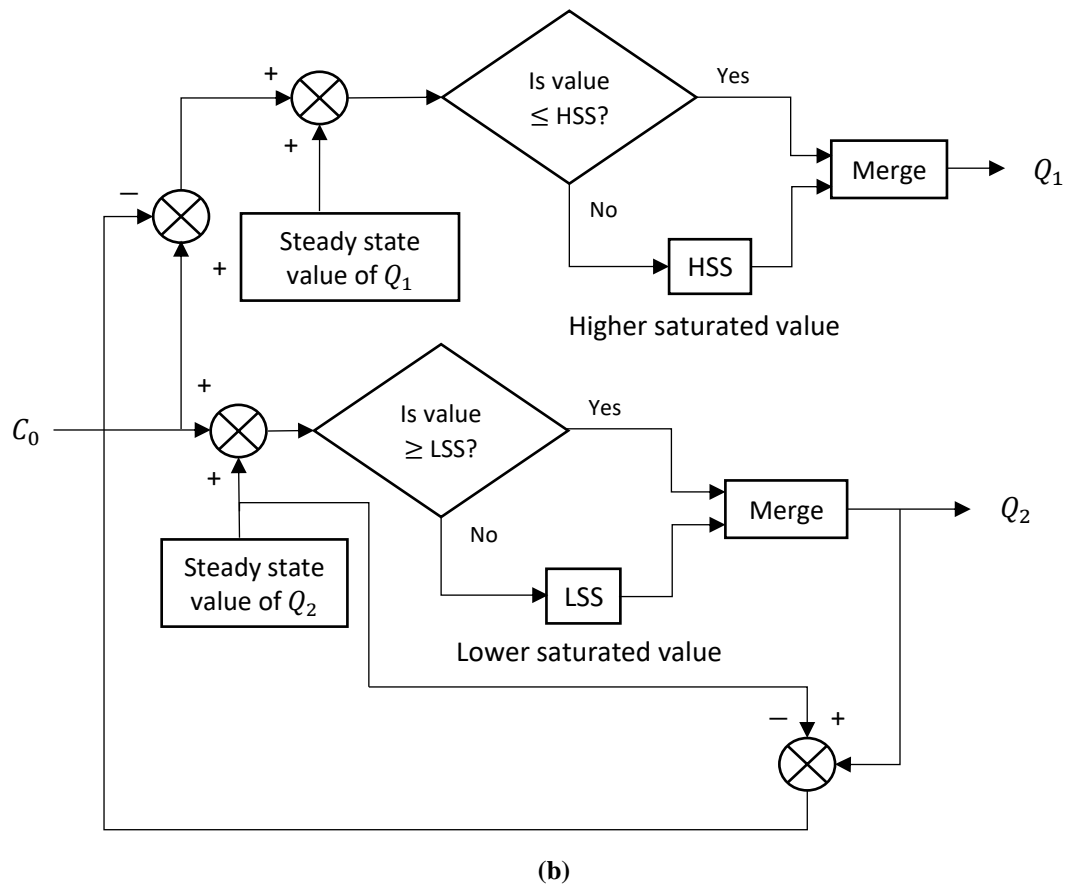 +
Is value
≤ HSS?
Yes
+
Merge
Q₁
−
No
Steady state
value of Q₁
+
HSS
Higher saturated value
+
Is value
≥ LSS?
Yes
C₀
+
Merge
Q₂
No
Steady state
value of Q₂
LSS
Lower saturated value
− +
(b)